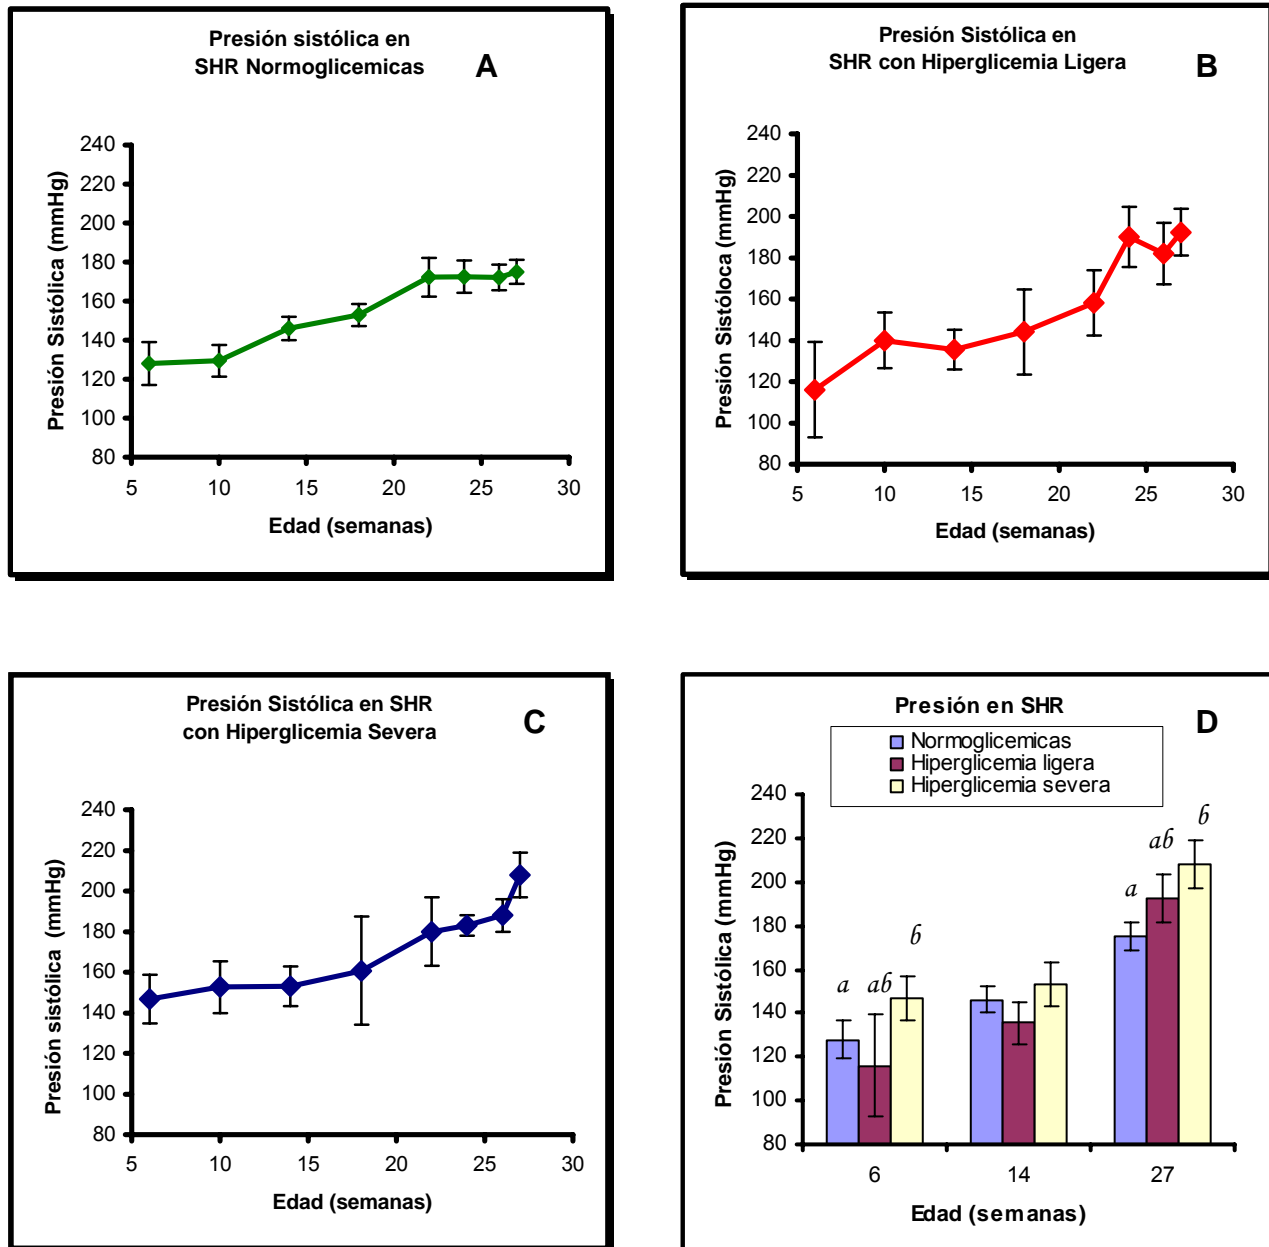 Presión sistólica en
SHR Normoglicemicas
A
240
220
200
180
160
140
120
100
80
Presión Sistólica (mmHg)
5 10 15 20 25 30
Edad (semanas)
Presión Sistólica en
SHR con Hiperglicemia Ligera
B
240
220
200
180
160
140
120
100
80
Presión Sistóloca (mmHg)
5 10 15 20 25 30
Edad (semanas)
Presión Sistólica en SHR
con Hiperglicemia Severa
C
240
220
200
180
160
140
120
100
80
Presión sistólica (mmHg)
5 10 15 20 25 30
Edad (semanas)
Presión en SHR
D
Normoglicemicas
Hiperglicemia ligera
Hiperglicemia severa
240
220
200
180
160
140
120
100
80
Presión Sistólica (mmHg)
a ab b
a ab b
6 14 27
Edad (semanas)